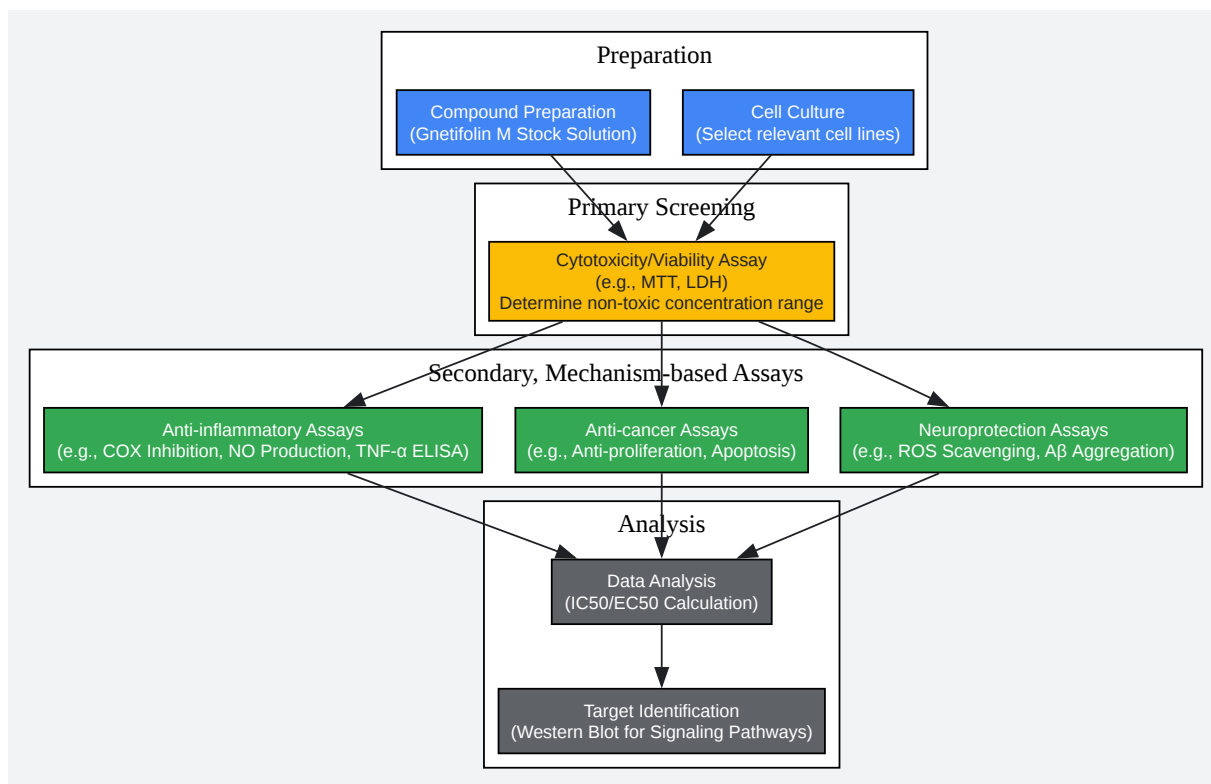 Preparation
Compound Preparation
(Gnetifolin M Stock Solution)
Cell Culture
(Select relevant cell lines)
Primary Screening
Cytotoxicity/Viability Assay
(e.g., MTT, LDH)
Determine non-toxic concentration range
Secondary, Mechanism-based Assays
Anti-inflammatory Assays
(e.g., COX Inhibition, NO Production, TNF-α ELISA)
Anti-cancer Assays
(e.g., Anti-proliferation, Apoptosis)
Neuroprotection Assays
(e.g., ROS Scavenging, Aβ Aggregation)
Analysis
Data Analysis
(IC50/EC50 Calculation)
Target Identification
(Western Blot for Signaling Pathways)